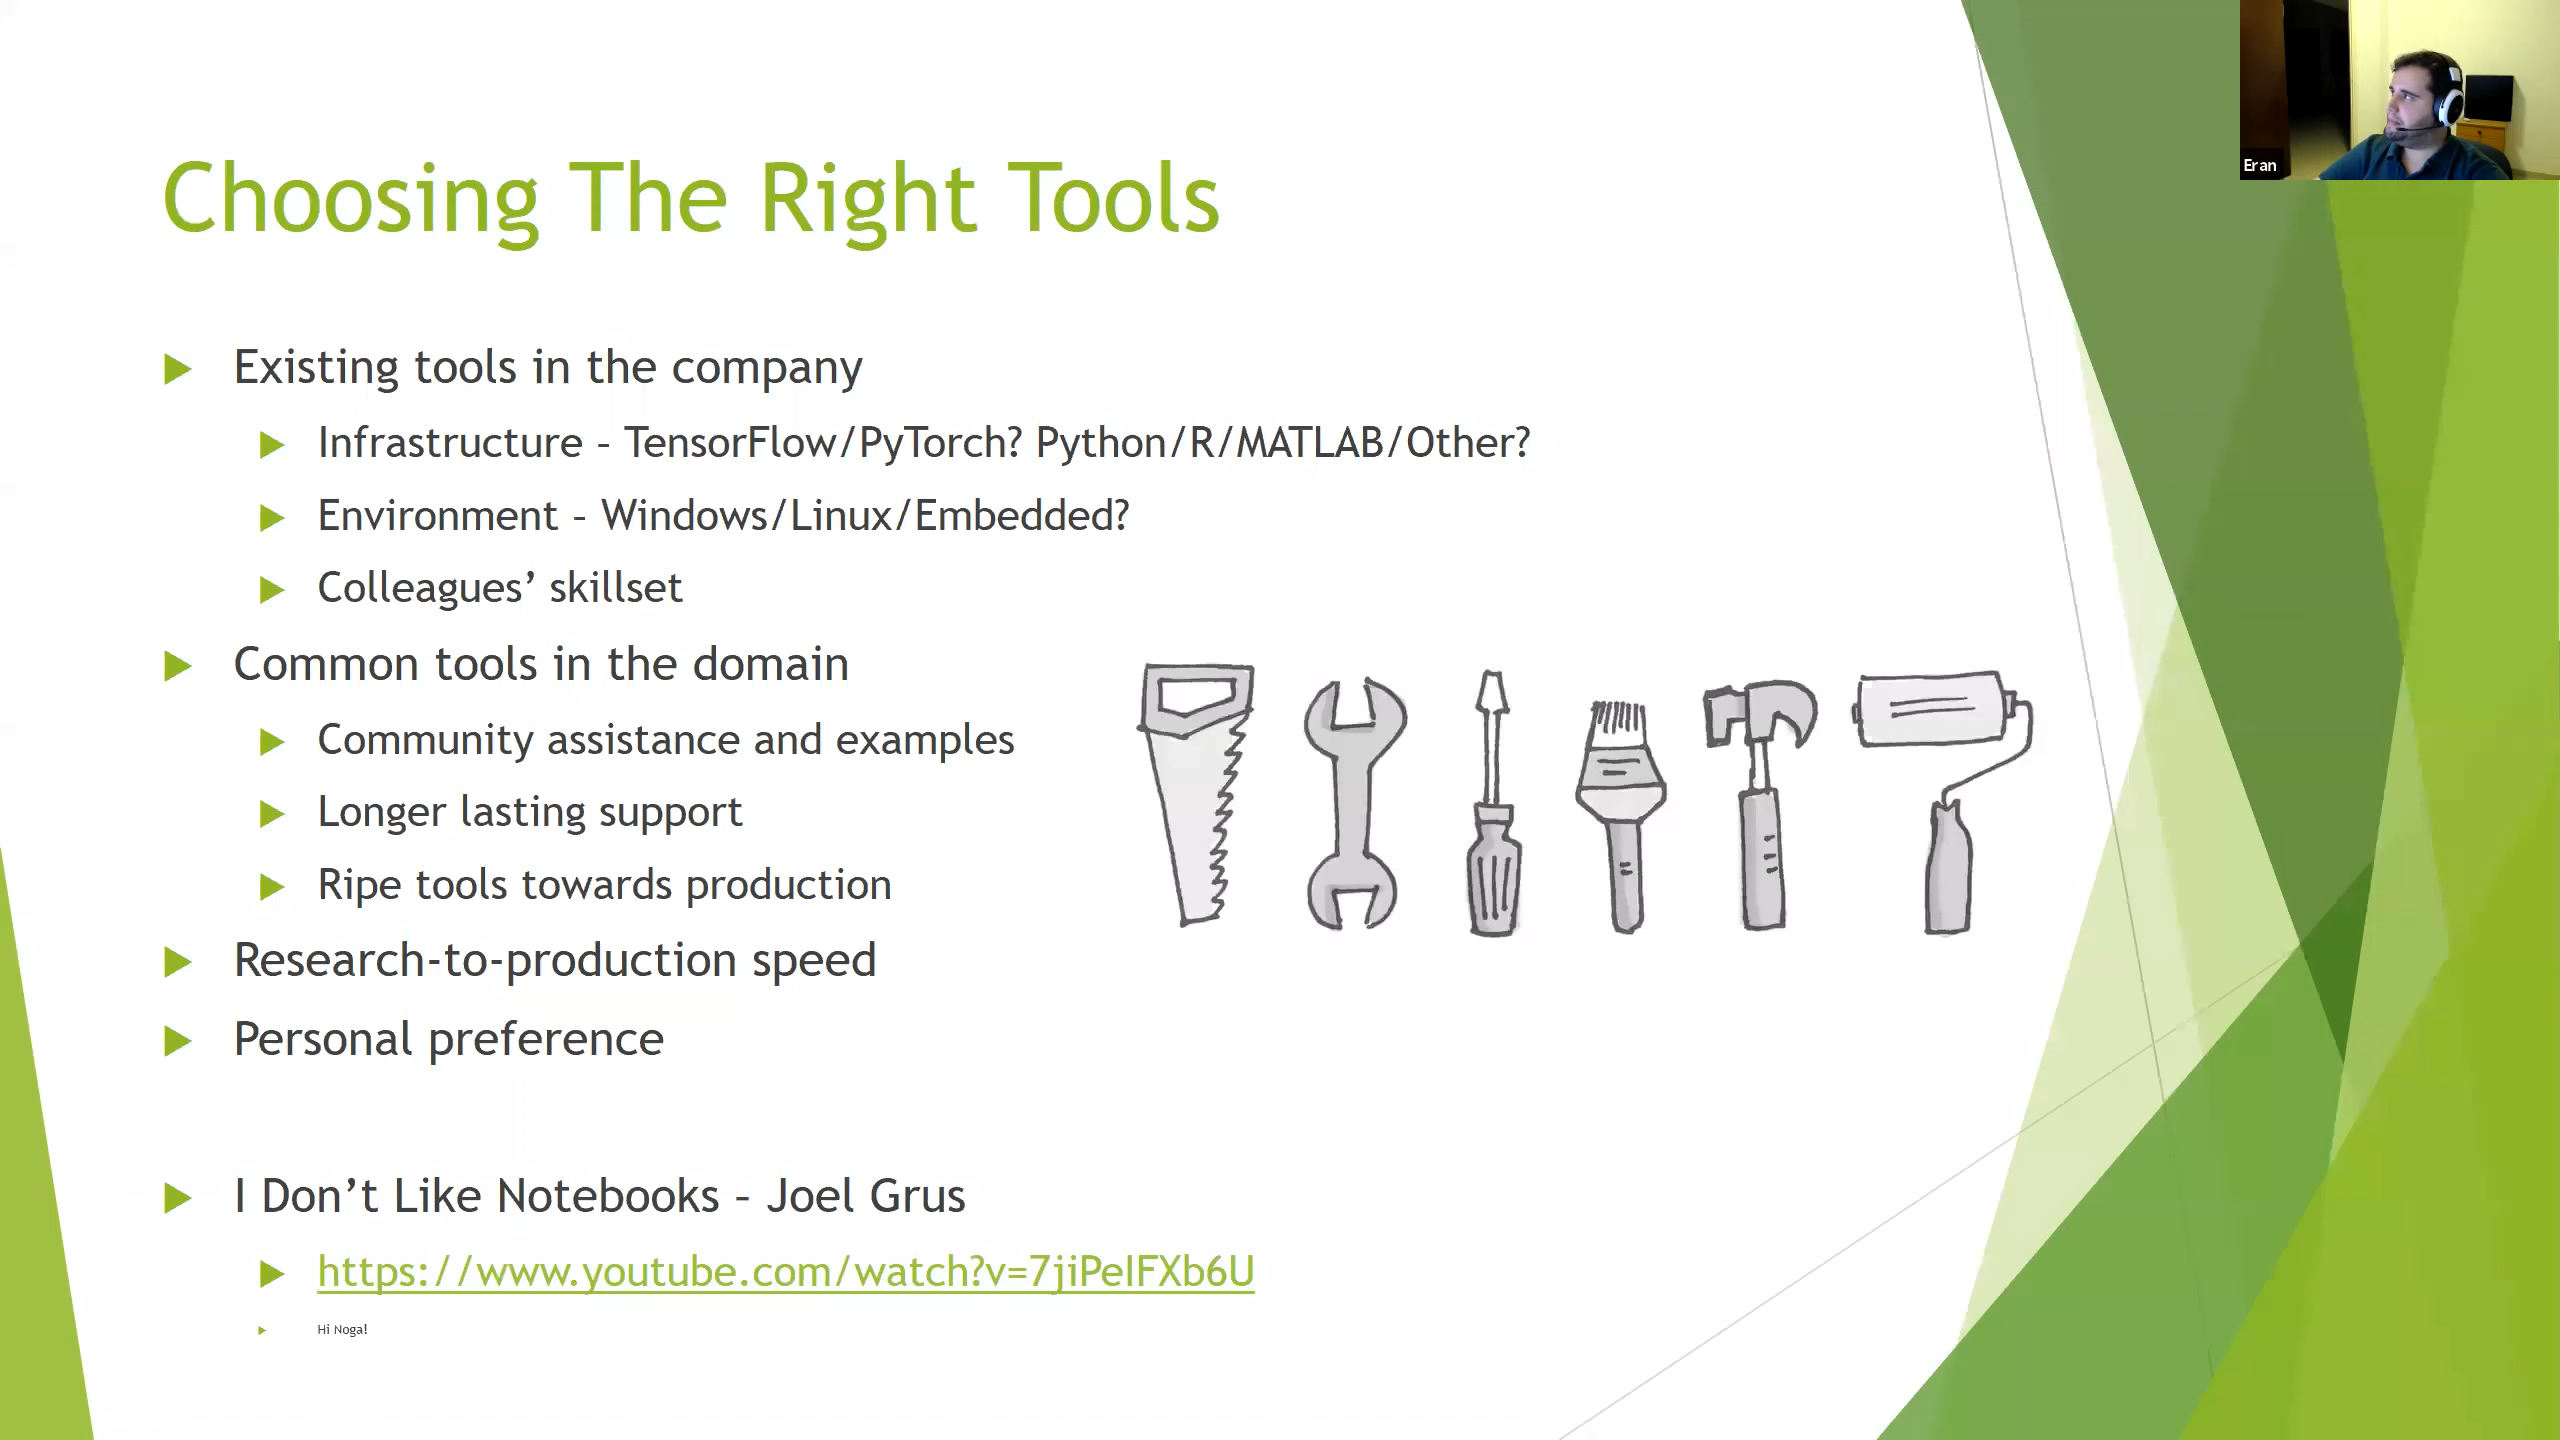 Eran
Choosing The Right Tools
Existing tools in the company
Infrastructure – TensorFlow/PyTorch? Python/R/MATLAB/Other?
Environment – Windows/Linux/Embedded?
Colleagues’ skillset
Common tools in the domain
Community assistance and examples
Longer lasting support
Ripe tools towards production
Research-to-production speed
Personal preference
I Don’t Like Notebooks – Joel Grus
https://www.youtube.com/watch?v=7jiPeIFXb6U
Hi Noga!